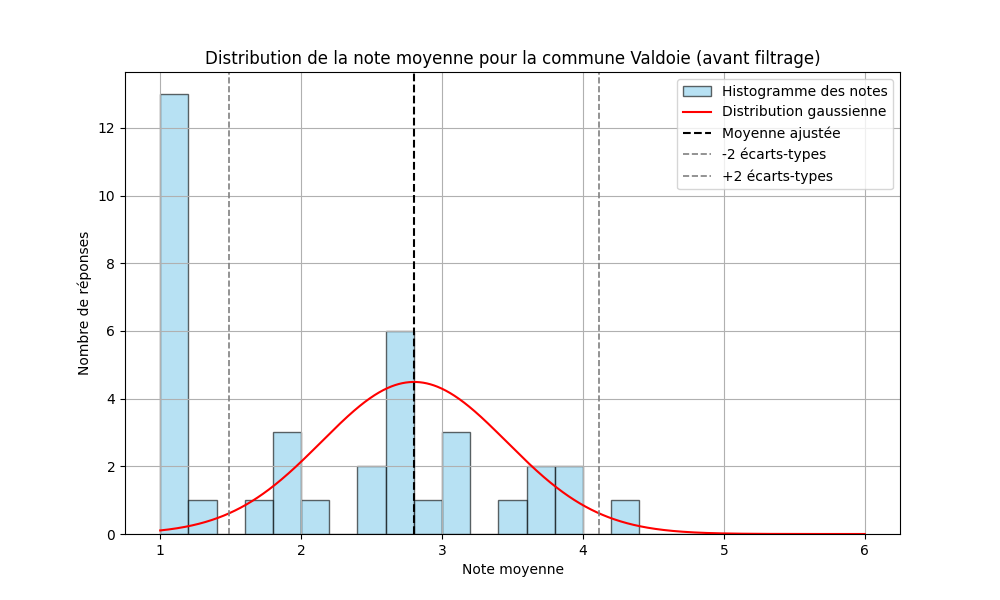 Distribution de la note moyenne pour la commune Valdoie (avant filtrage)
Histogramme des notes
Distribution gaussienne
Moyenne ajustée
-2 écarts-types
+2 écarts-types
Nombre de réponses
12
10
8
6
4
2
0
1 2 3 4 5 6
Note moyenne